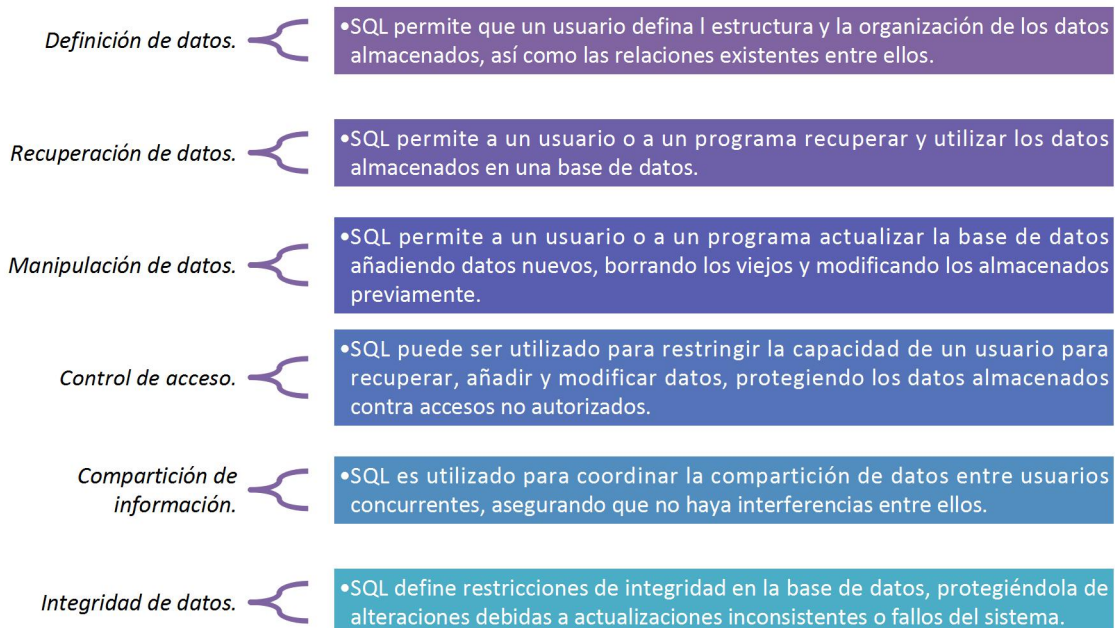 Definición de datos.
•SQL permite que un usuario defina l estructura y la organización de los datos
almacenados, así como las relaciones existentes entre ellos.
Recuperación de datos.
•SQL permite a un usuario o a un programa recuperar y utilizar los datos
almacenados en una base de datos.
Manipulación de datos.
•SQL permite a un usuario o a un programa actualizar la base de datos
añadiendo datos nuevos, borrando los viejos y modificando los almacenados
previamente.
Control de acceso.
•SQL puede ser utilizado para restringir la capacidad de un usuario para
recuperar, añadir y modificar datos, protegiendo los datos almacenados
contra accesos no autorizados.
Compartición de
información.
•SQL es utilizado para coordinar la compartición de datos entre usuarios
concurrentes, asegurando que no haya interferencias entre ellos.
Integridad de datos.
•SQL define restricciones de integridad en la base de datos, protegiéndola de
alteraciones debidas a actualizaciones inconsistentes o fallos del sistema.